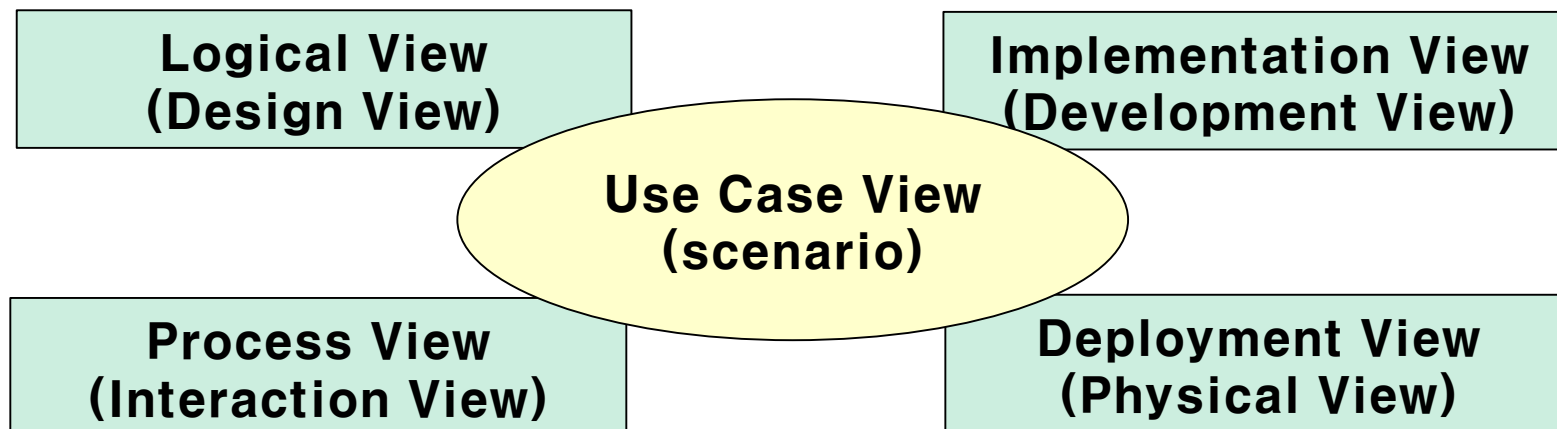 Logical View
(Design View)
Implementation View
(Development View)
Use Case View
(scenario)
Process View
(Interaction View)
Deployment View
(Physical View)